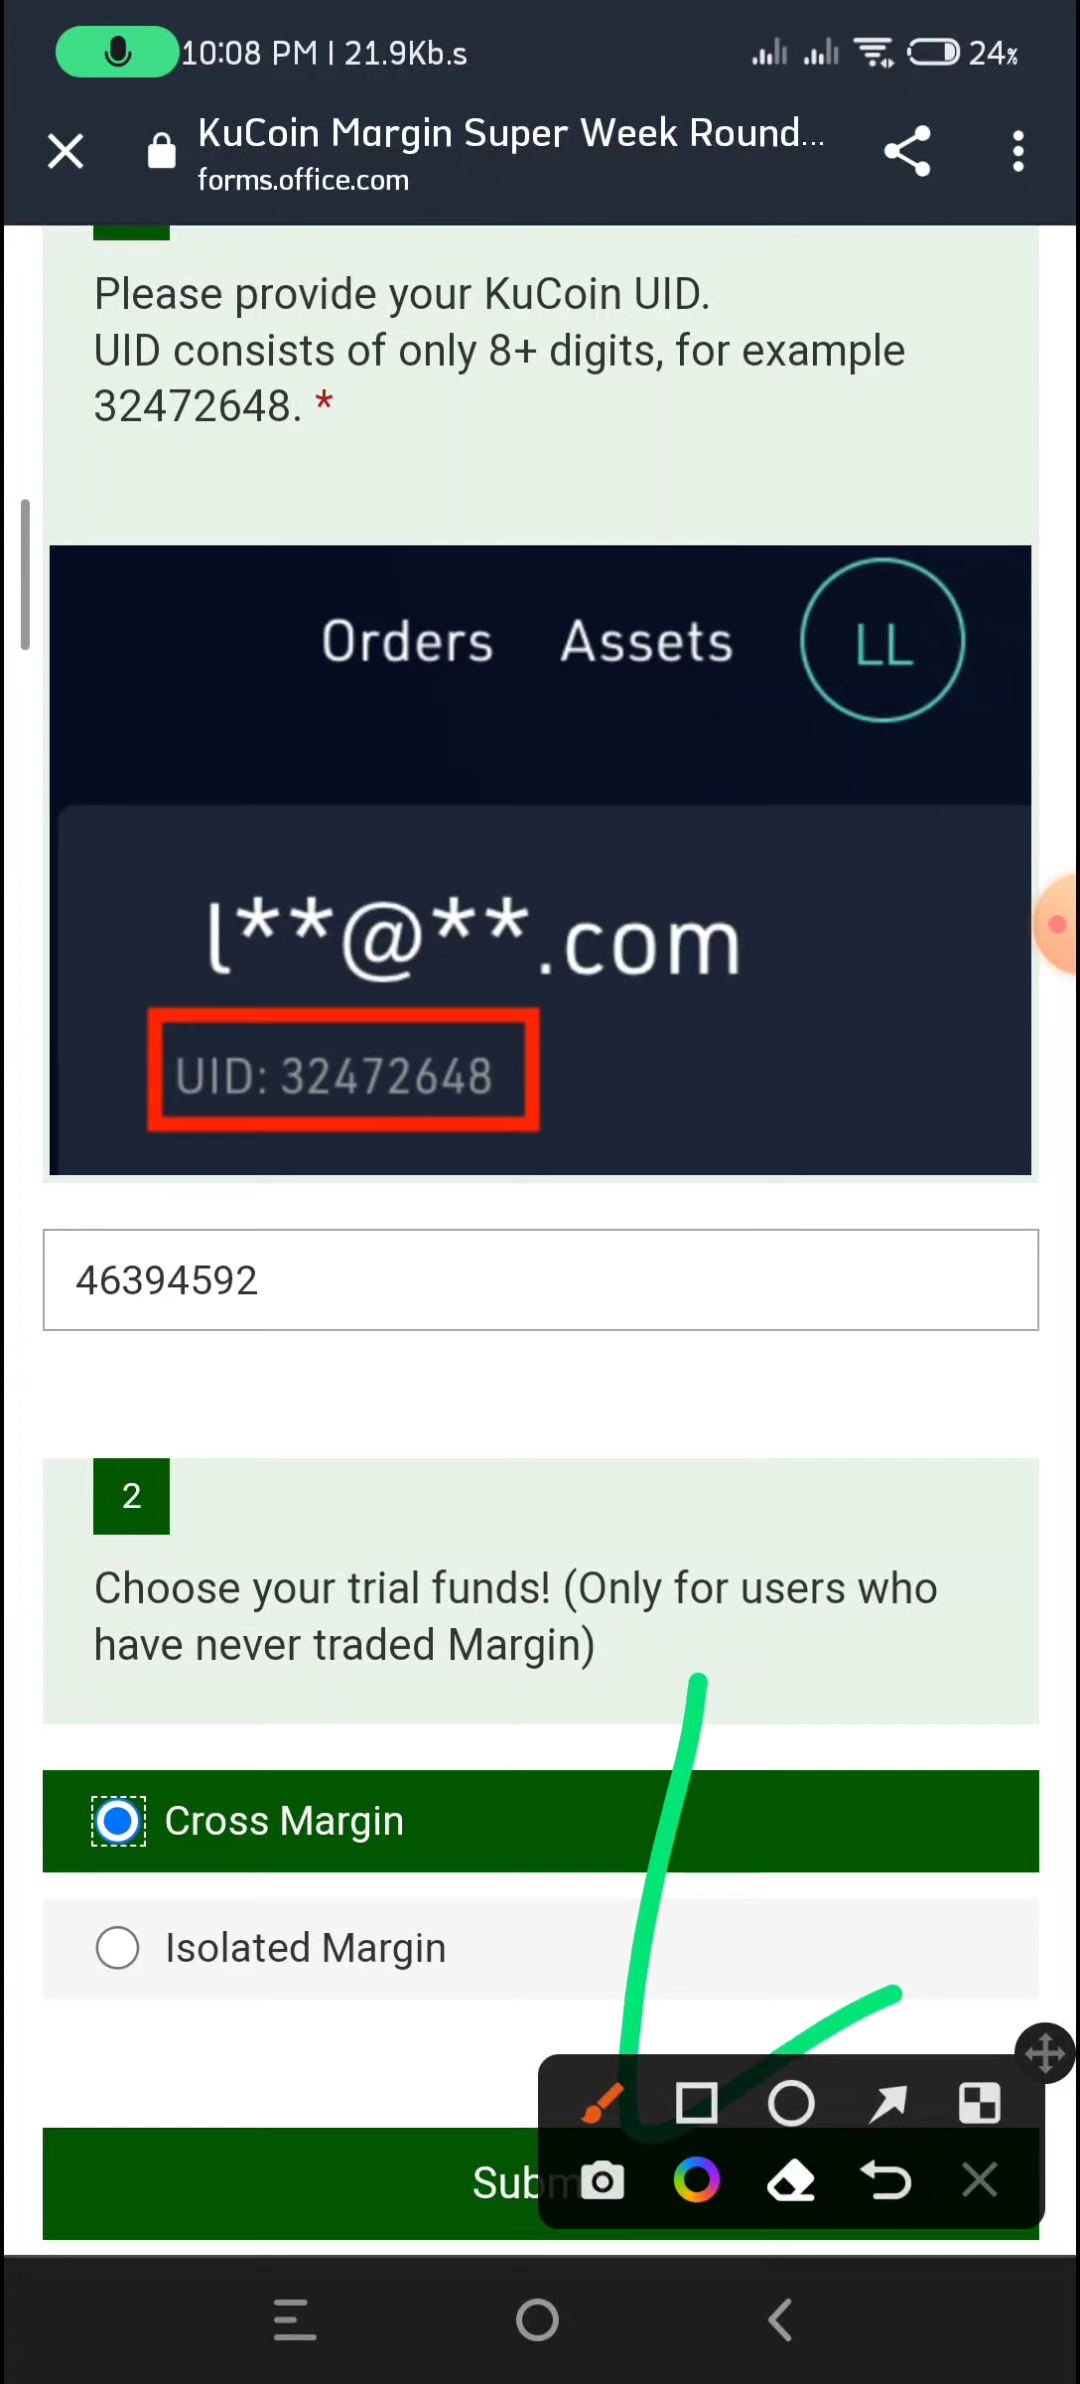 10:08 PM | 21.9Kb.s
24%
KuCoin Margin Super Week Round...
forms.office.com
Please provide your KuCoin UID.
UID consists of only 8+ digits, for example
32472648. *
Orders Assets LL
l**@**.com
UID: 32472648
46394592
2
Choose your trial funds! (Only for users who
have never traded Margin)
Cross Margin
Isolated Margin
Subm